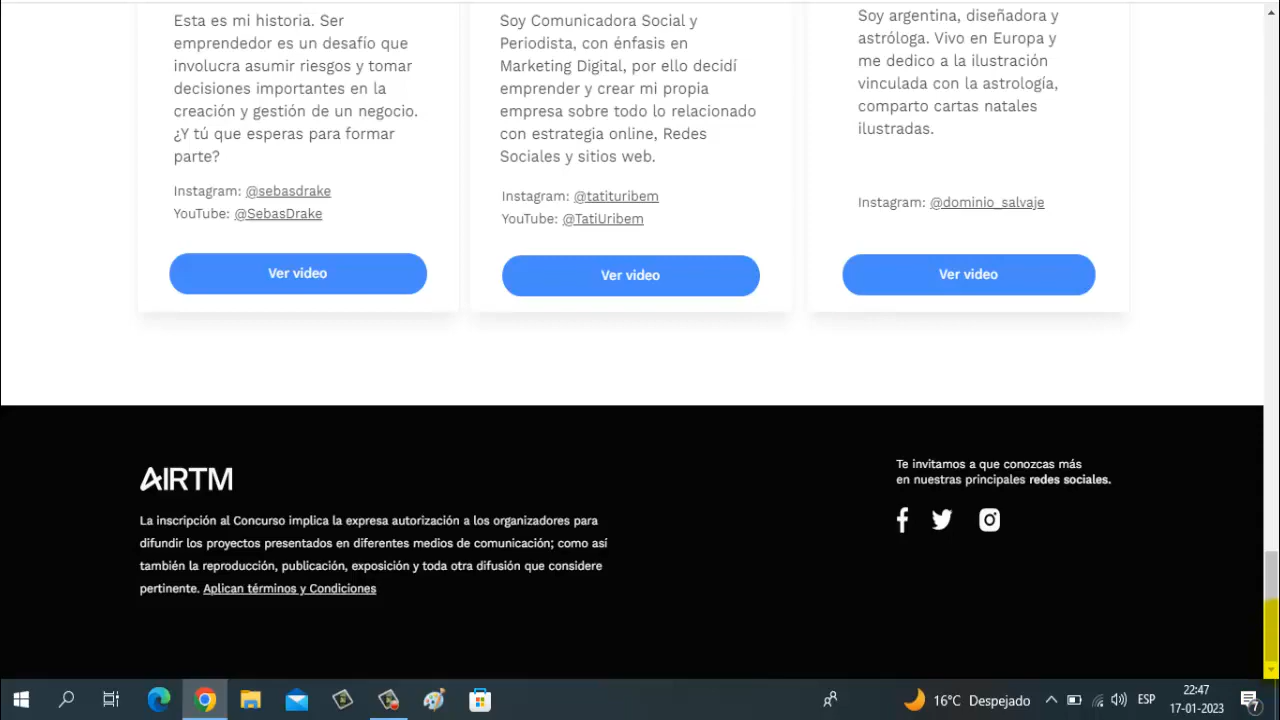 Esta es mi historia. Ser
emprendedor es un desafío que
involucra asumir riesgos y tomar
decisiones importantes en la
creación y gestión de un negocio.
¿Y tú que esperas para formar
parte?
Instagram: @sebasdrake
YouTube: @SebasDrake
Ver video
Soy Comunicadora Social y
Periodista, con énfasis en
Marketing Digital, por ello decidí
emprender y crear mi propia
empresa sobre todo lo relacionado
con estrategia online, Redes
Sociales y sitios web.
Instagram: @tatituribem
YouTube: @TatiUribem
Ver video
Soy argentina, diseñadora y
astróloga. Vivo en Europa y
me dedico a la ilustración
vinculada con la astrología,
comparto cartas natales
ilustradas.
Instagram: @dominio_salvaje
Ver video
AIRTM
La inscripción al Concurso implica la expresa autorización a los organizadores para
difundir los proyectos presentados en diferentes medios de comunicación; como así
también la reproducción, publicación, exposición y toda otra difusión que considere
pertinente. Aplican términos y Condiciones
Te invitamos a que conozcas más
en nuestras principales redes sociales.
16°C Despejado
ESP
22:47
17-01-2023
7